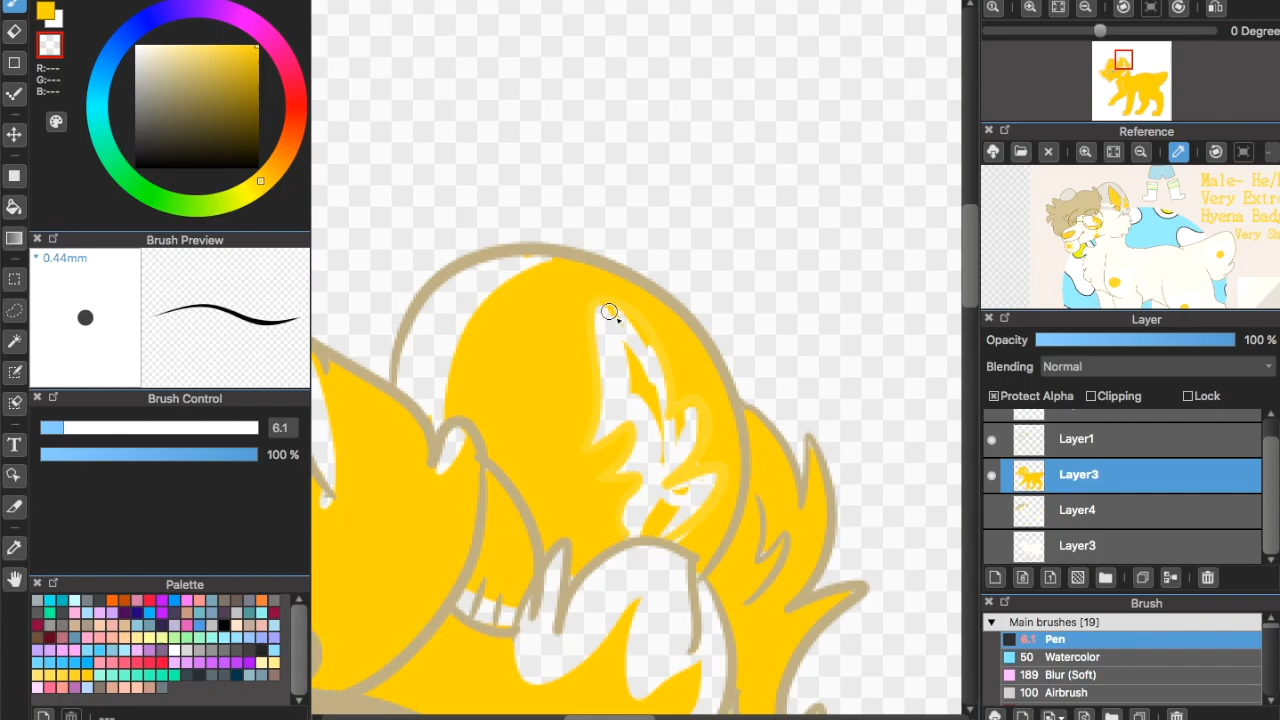 R:---
G:---
B:---
Brush Preview
* 0.44mm
Brush Control
6.1
100 %
T
Palette
---
0 Degree
Reference
Male- He/
Very Extr
Hyena Bad
Very Sh
Layer
Opacity 100 %
Blending Normal
Protect Alpha Clipping Lock
Layer1
Layer3
Layer4
Layer3
Brush
Main brushes [19]
6.1 Pen
50 Watercolor
189 Blur (Soft)
100 Airbrush